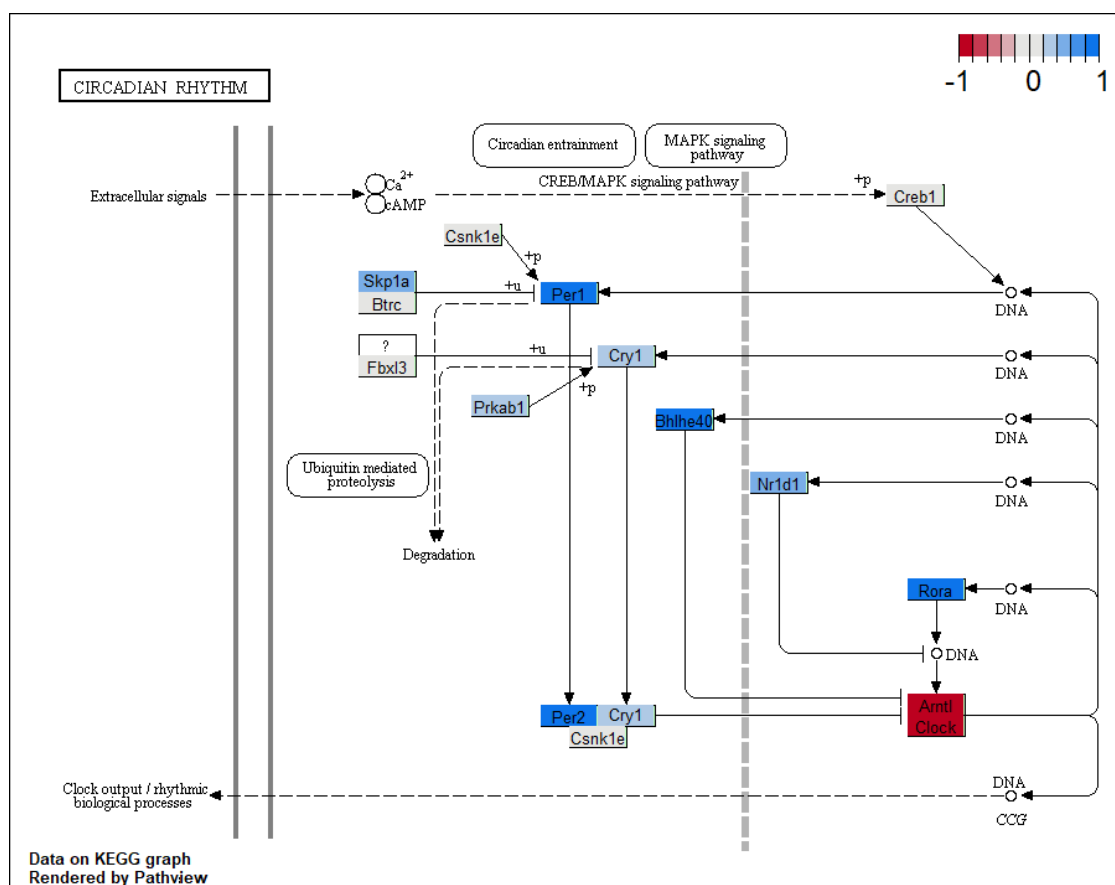 -1 0 1
CIRCADIAN RHYTHM
Circadian entrainment
MAPK signaling
pathway
Extracellular signals
Ca2+
cAMP
CREB/MAPK signaling pathway
+p
Creb1
Csnk1e
+p
Skp1a
Btrc
+u
Per1
DNA
?
Fbxl3
+u
Cry1
DNA
+p
Prkab1
Bhlhe40
DNA
Ubiquitin mediated
proteolysis
Nr1d1
DNA
Degradation
Rora
DNA
DNA
Per2
Cry1
Csnk1e
Arntl
Clock
Clock output / rhythmic
biological processes
DNA
CCG
Data on KEGG graph
Rendered by Pathview